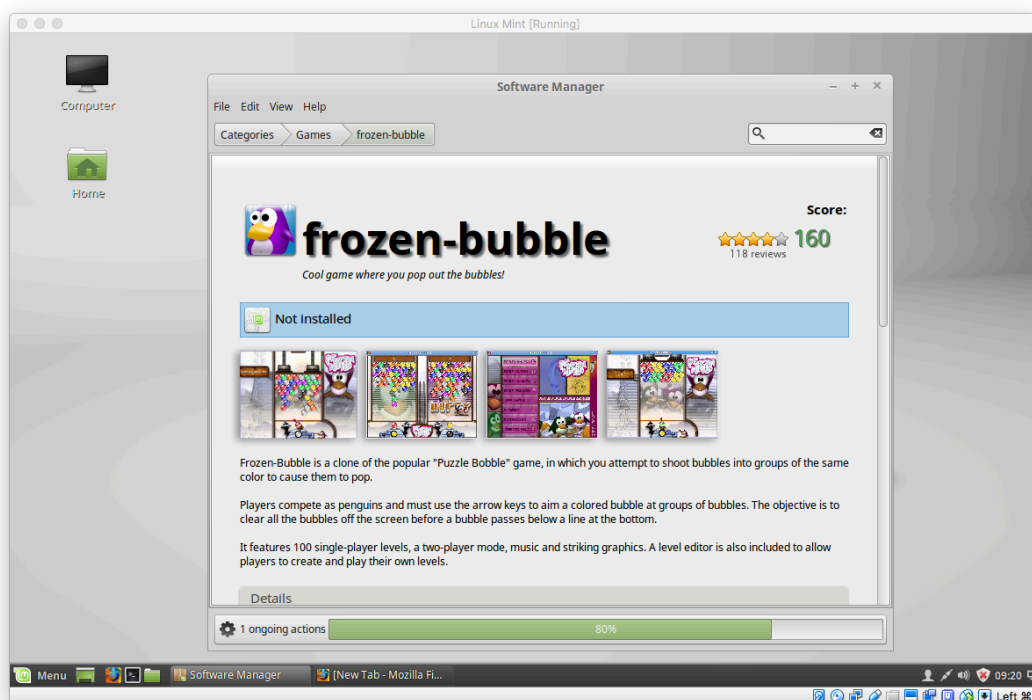 Linux Mint [Running]
Computer
Home
Software Manager
File Edit View Help
Categories Games frozen-bubble
Score:
frozen-bubble
160
118 reviews
Cool game where you pop out the bubbles!
Not installed
Frozen-Bubble is a clone of the popular "Puzzle Bobble" game, in which you attempt to shoot bubbles into groups of the same
color to cause them to pop.
Players compete as penguins and must use the arrow keys to aim a colored bubble at groups of bubbles. The objective is to
clear all the bubbles off the screen before a bubble passes below a line at the bottom.
It features 100 single-player levels, a two-player mode, music and striking graphics. A level editor is also included to allow
players to create and play their own levels.
Details
1 ongoing actions 80%
Menu Software Manager [New Tab - Mozilla Fi... 09:20
Left ⌘